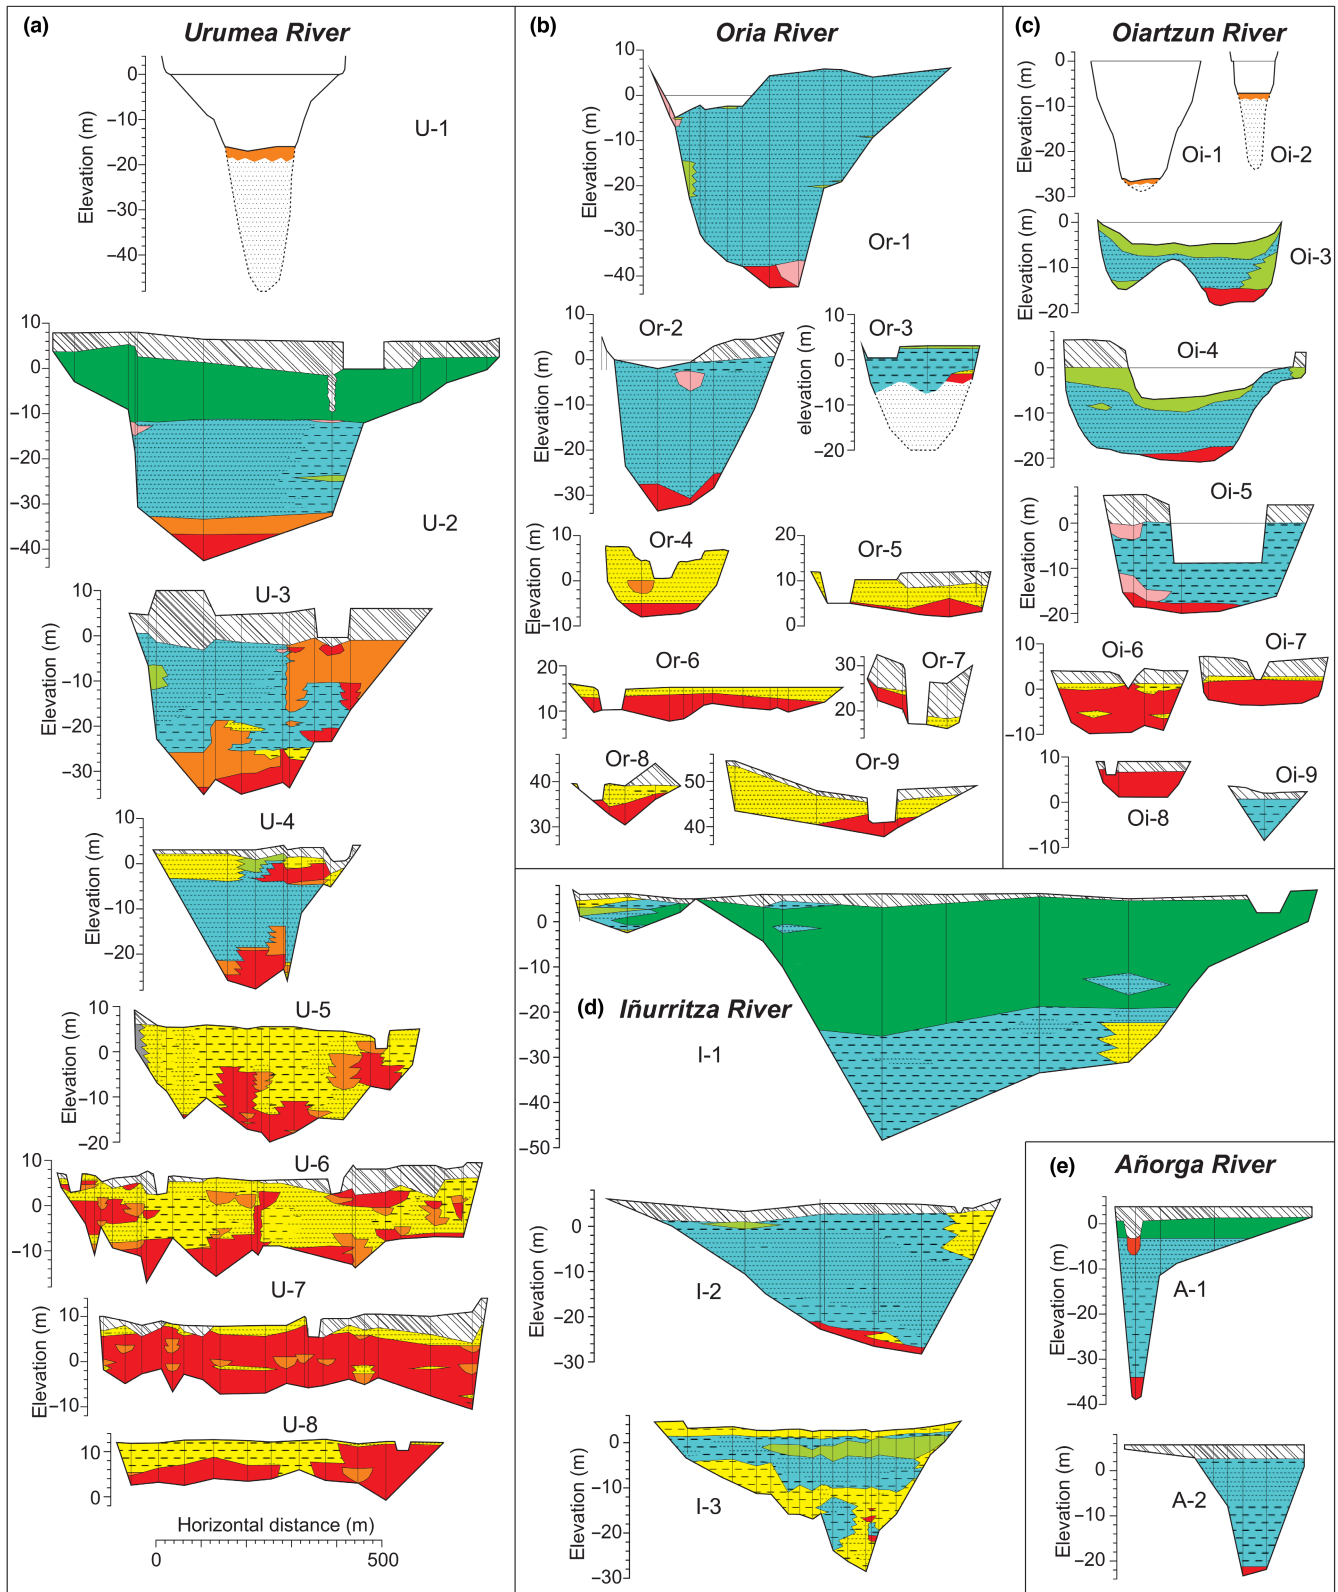 (a) Urumea River
Elevation (m)
0
−10
−20
−30
−40
U-1
Elevation (m)
10
0
−10
−20
−30
−40
U-2
Elevation (m)
10
0
−10
−20
−30
U-3
Elevation (m)
10
0
−10
−20
U-4
Elevation (m)
10
0
−10
−20
U-5
Elevation (m)
10
0
−10
U-6
Elevation (m)
10
0
−10
U-7
Elevation (m)
10
0
U-8
Horizontal distance (m)
0 500
(b) Oria River
Elevation (m)
10
0
−10
−20
−30
−40
Or-1
Elevation (m)
10
0
−10
−20
−30
Or-2
elevation (m)
10
0
−10
−20
Or-3
Elevation (m)
10
0
−10
Or-4
20
10
0
Or-5
20
10
Or-6
30
20
Or-7
40
30
Or-8
50
40
Or-9
(c) Oiartzun River
Elevation (m)
0
−10
−20
−30
Oi-1
Oi-2
Elevation (m)
0
−10
−20
Oi-3
Elevation (m)
0
−10
−20
Oi-4
Elevation (m)
0
−10
−20
Oi-5
Elevation (m)
10
0
−10
Oi-6
Oi-7
10
0
−10
Oi-8
Oi-9
(d) Iñurritza River
0
−10
−20
−30
−40
−50
I-1
Elevation (m)
0
−10
−20
−30
I-2
Elevation (m)
0
−10
−20
−30
I-3
(e) Añorga River
Elevation (m)
0
−10
−20
−30
−40
A-1
Elevation (m)
0
−10
−20
A-2